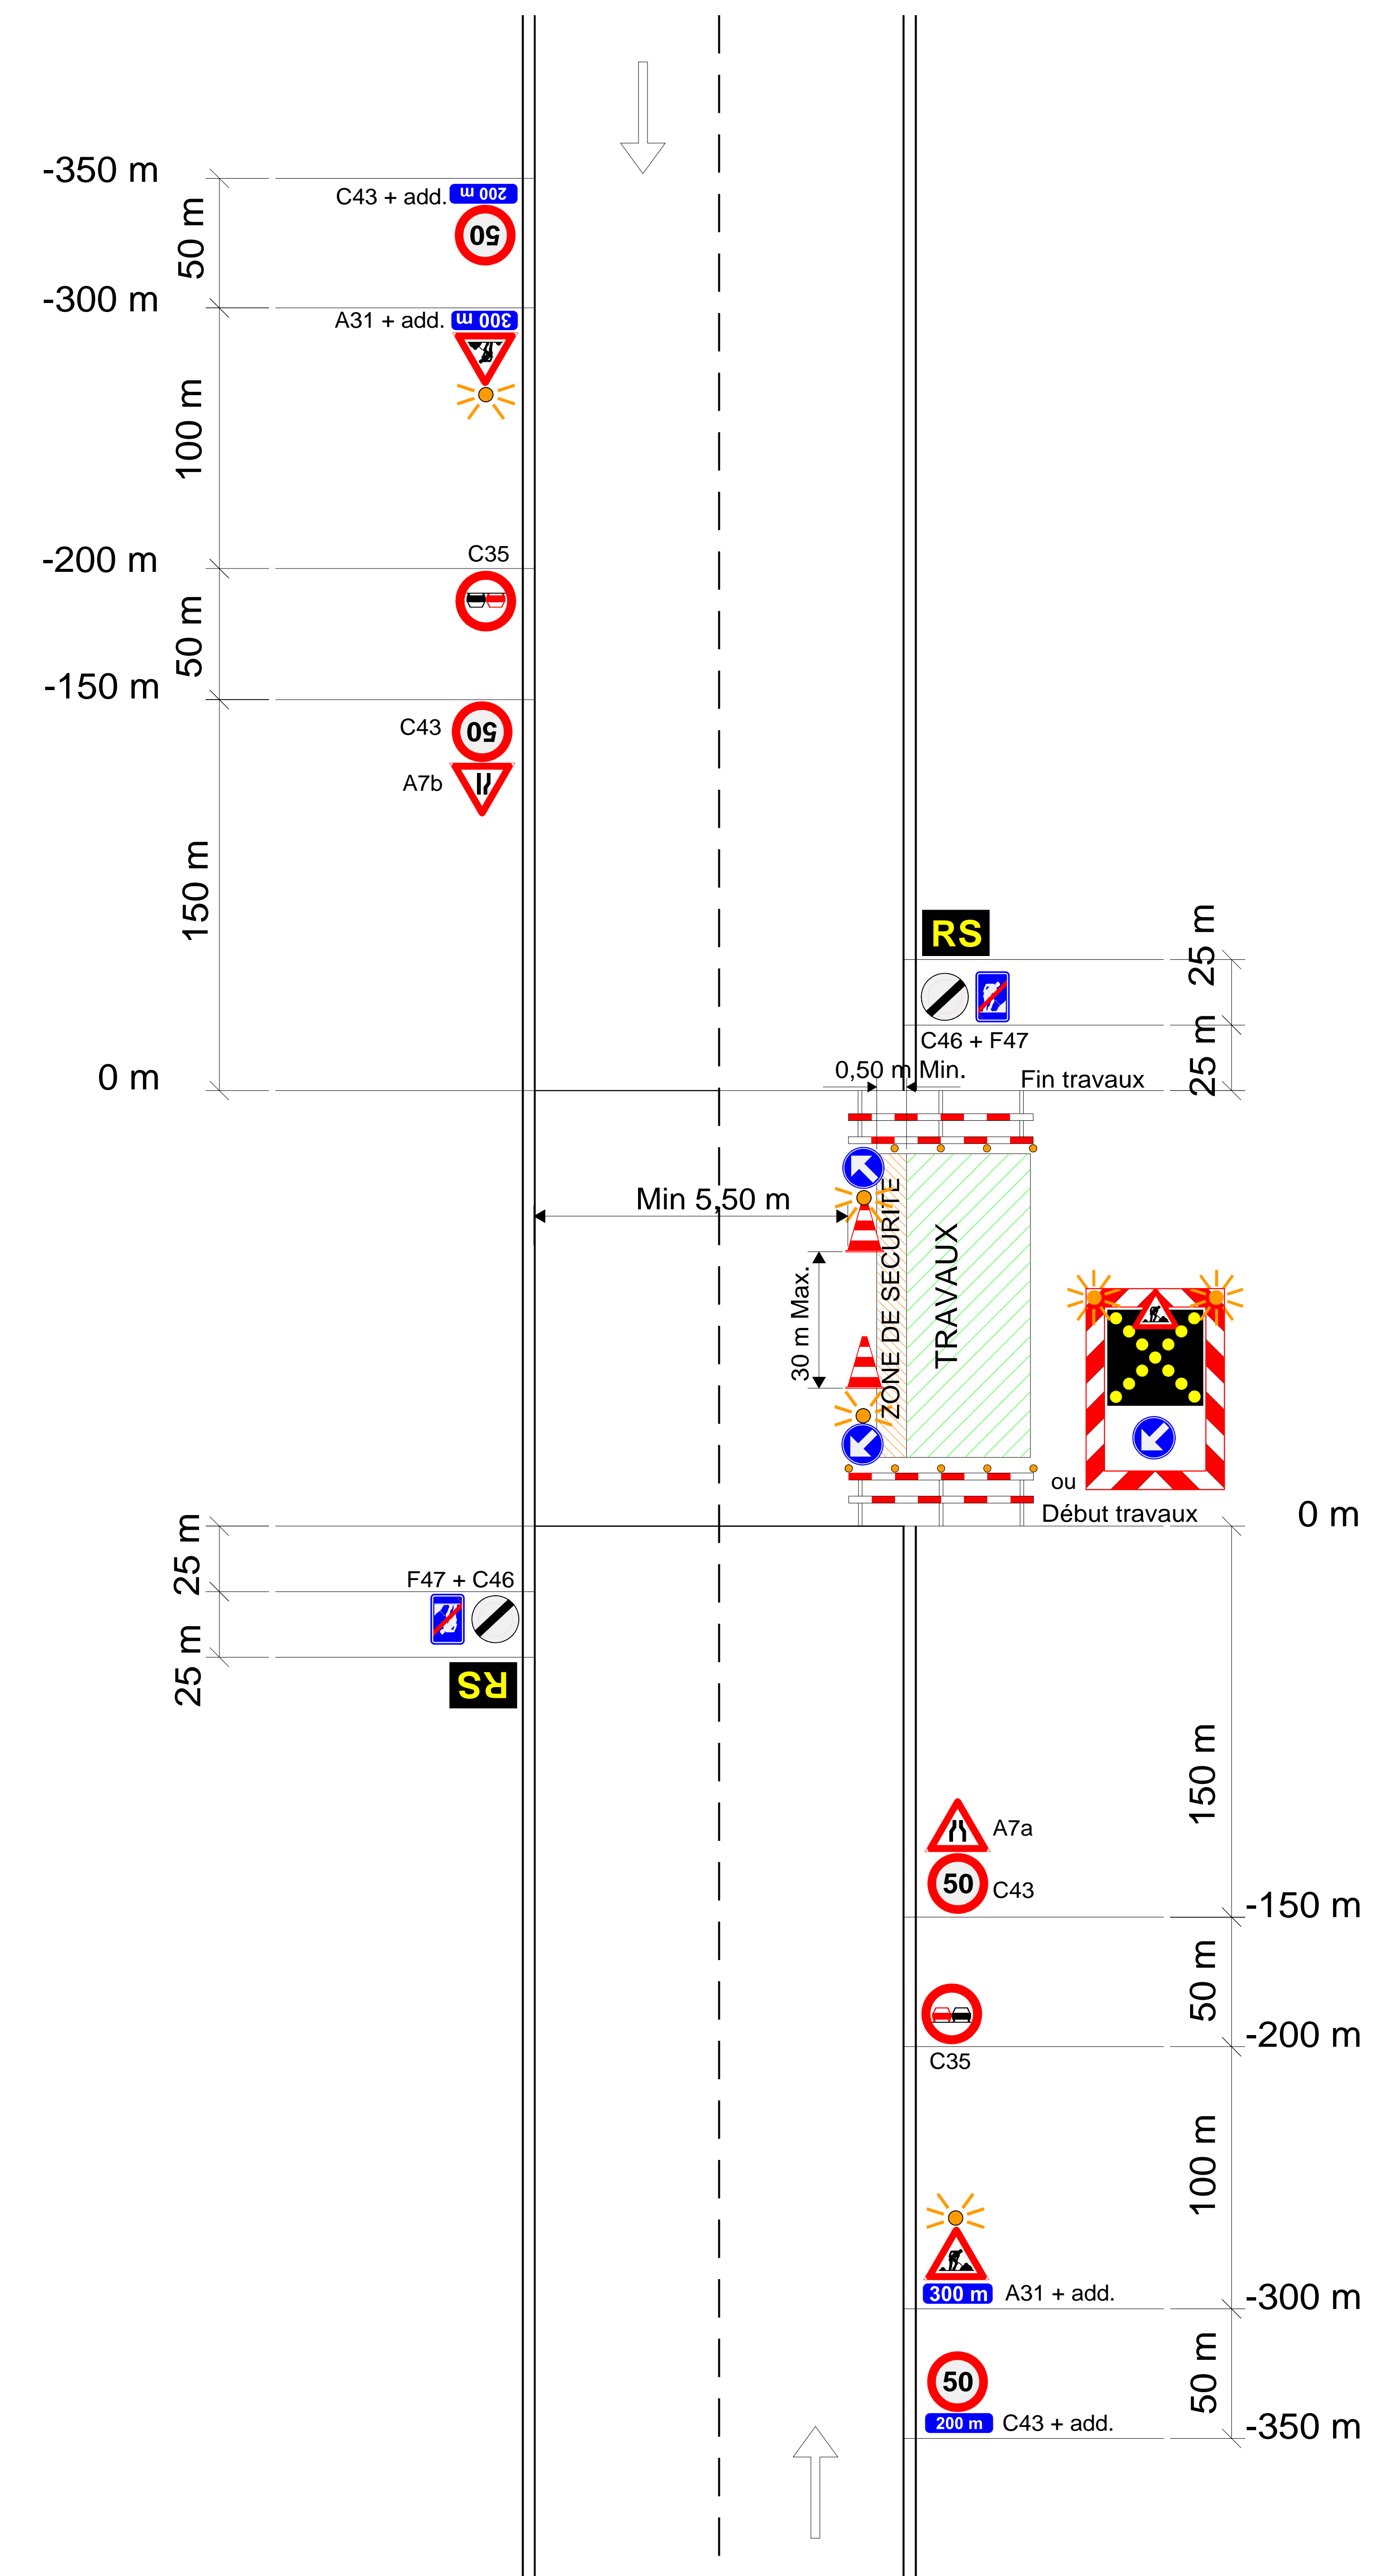 -350 m
50 m
C43 + add.
200 m
50
-300 m
A31 + add.
300 m
100 m
-200 m
C35
50 m
-150 m
C43
50
A7b
150 m
RS
25 m
C46 + F47
25 m
0 m
0,50 m Min.
Fin travaux
Min 5,50 m
ZONE DE SECURITE
TRAVAUX
30 m Max.
ou
Début travaux
0 m
25 m
F47 + C46
25 m
RS
150 m
A7a
50
C43
-150 m
50 m
-200 m
C35
100 m
300 m
A31 + add.
-300 m
50
50 m
200 m
C43 + add.
-350 m